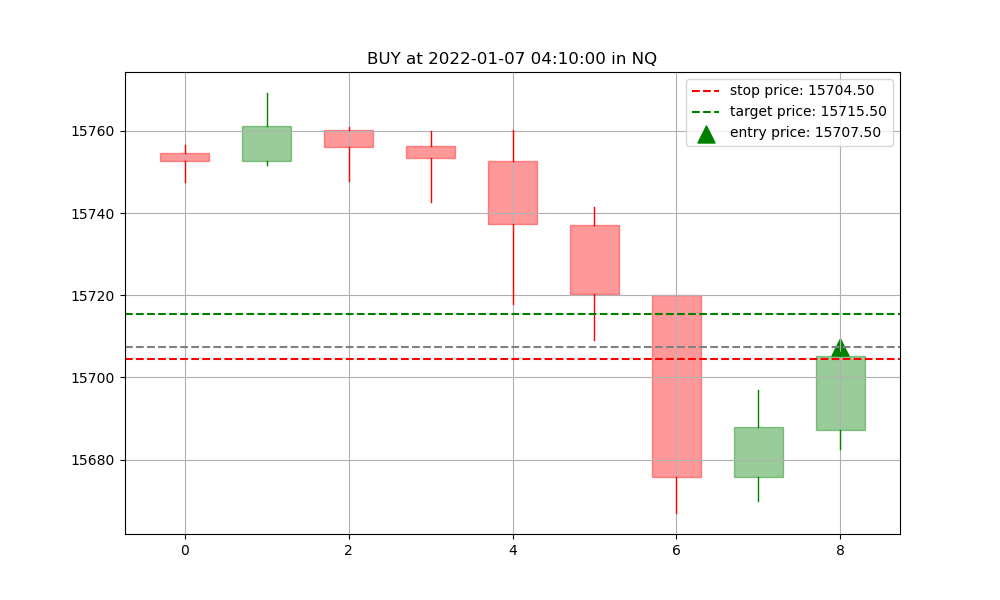 BUY at 2022-01-07 04:10:00 in NQ
stop price: 15704.50
target price: 15715.50
entry price: 15707.50
15760
15740
15720
15700
15680
0 2 4 6 8